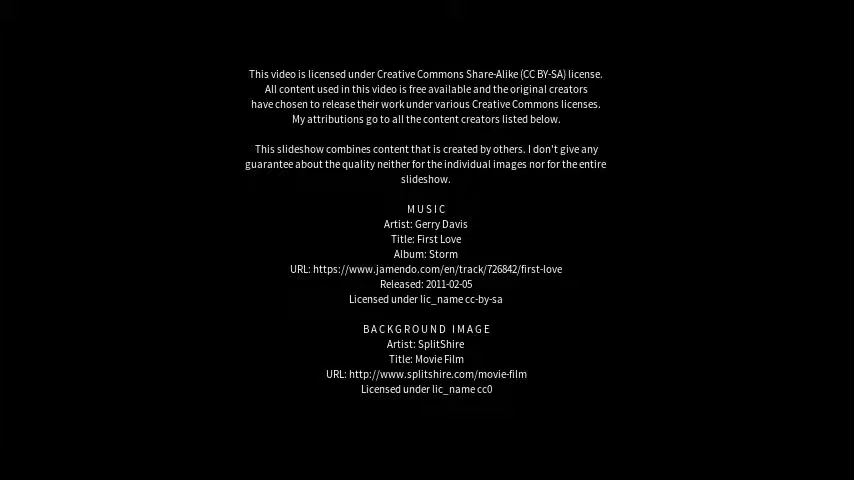 This video is licensed under Creative Commons Share-Alike (CC BY-SA) license.
All content used in this video is free available and the original creators
have chosen to release their work under various Creative Commons licenses.
My attributions go to all the content creators listed below.
This slideshow combines content that is created by others. I don't give any
guarantee about the quality neither for the individual images nor for the entire
slideshow.
MUSIC
Artist: Gerry Davis
Title: First Love
Album: Storm
URL: https://www.jamendo.com/en/track/726842/first-love
Released: 2011-02-05
Licensed under lic_name cc-by-sa
BACKGROUND IMAGE
Artist: SplitShire
Title: Movie Film
URL: http://www.splitshire.com/movie-film
Licensed under lic_name cc0